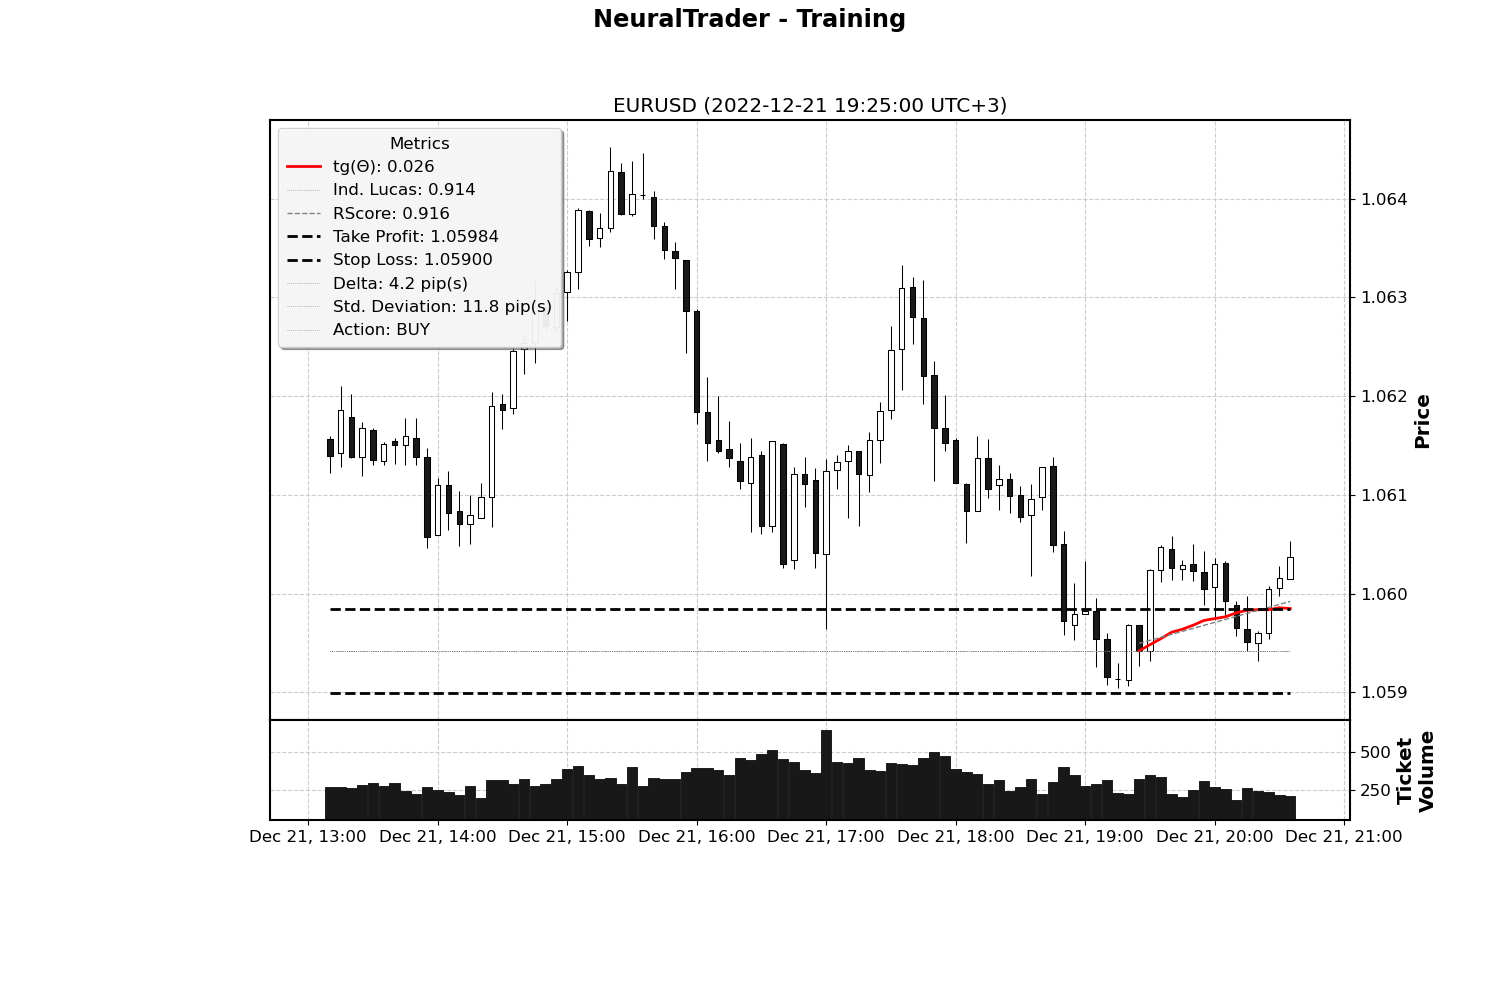 NeuralTrader - Training
EURUSD (2022-12-21 19:25:00 UTC+3)
Metrics
tg(Θ): 0.026
Ind. Lucas: 0.914
RScore: 0.916
Take Profit: 1.05984
Stop Loss: 1.05900
Delta: 4.2 pip(s)
Std. Deviation: 11.8 pip(s)
Action: BUY
1.064
1.063
1.062
1.061
1.060
1.059
Price
500
250
Ticket
Volume
Dec 21, 13:00 Dec 21, 14:00 Dec 21, 15:00 Dec 21, 16:00 Dec 21, 17:00 Dec 21, 18:00 Dec 21, 19:00 Dec 21, 20:00 Dec 21, 21:00